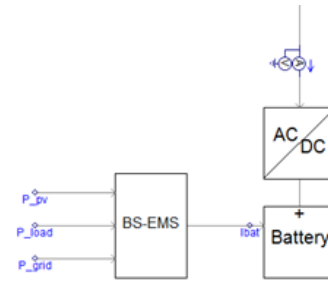 V A
AC
DC
P_pv
P_load
P_grid
BS-EMS
Ibat
+
Battery